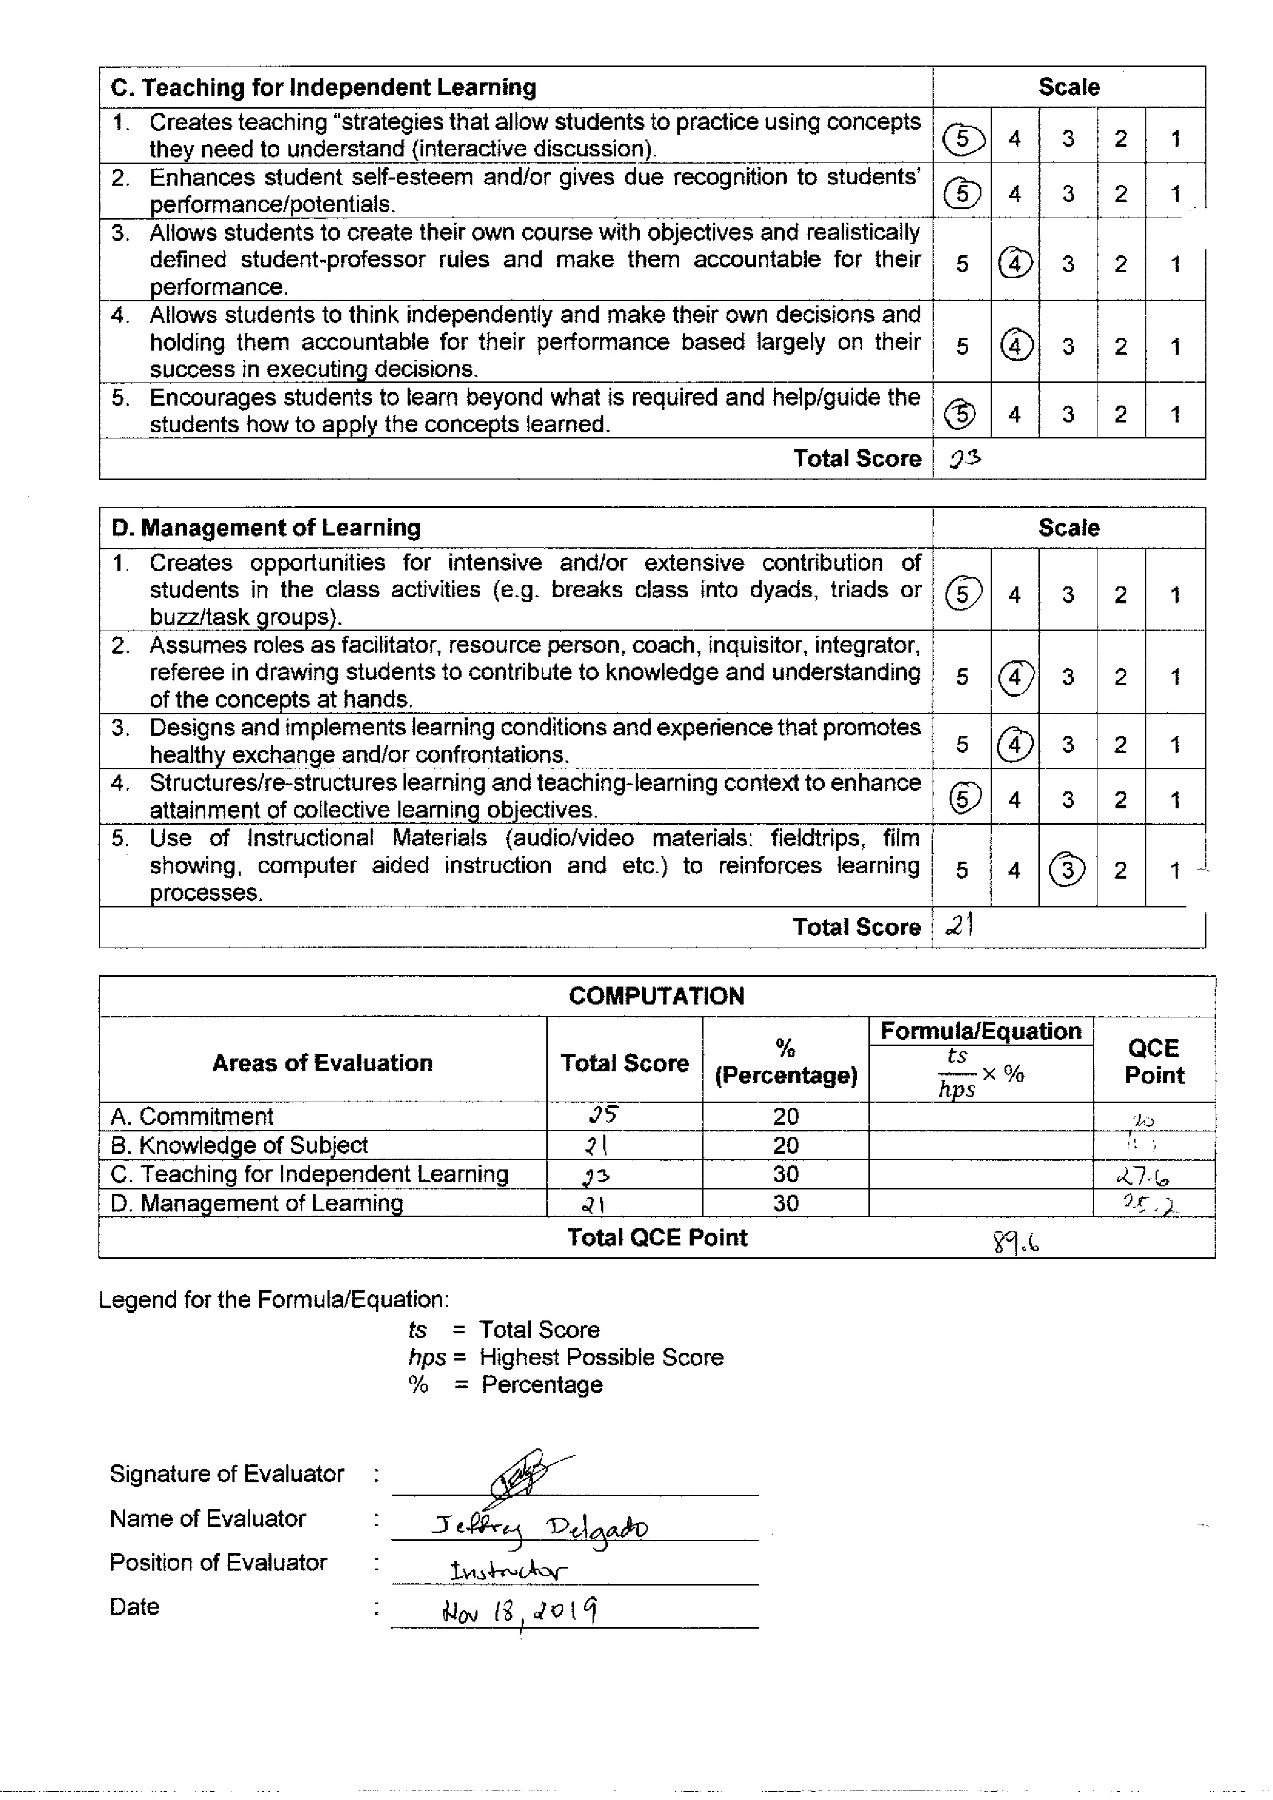 C. Teaching for Independent Learning Scale
1. Creates teaching "strategies that allow students to practice using concepts
they need to understand (interactive discussion). 5 4 3 2 1
2. Enhances student self-esteem and/or gives due recognition to students'
performance/potentials. 5 4 3 2 1
3. Allows students to create their own course with objectives and realistically
defined student-professor rules and make them accountable for their 5 4 3 2 1
performance.
4. Allows students to think independently and make their own decisions and
holding them accountable for their performance based largely on their 5 4 3 2 1
success in executing decisions.
5. Encourages students to learn beyond what is required and help/guide the
students how to apply the concepts learned. 5 4 3 2 1
Total Score 23
D. Management of Learning Scale
1. Creates opportunities for intensive and/or extensive contribution of
students in the class activities (e.g. breaks class into dyads, triads or 5 4 3 2 1
buzz/task groups).
2. Assumes roles as facilitator, resource person, coach, inquisitor, integrator,
referee in drawing students to contribute to knowledge and understanding 5 4 3 2 1
of the concepts at hands.
3. Designs and implements learning conditions and experience that promotes
healthy exchange and/or confrontations. 5 4 3 2 1
4. Structures/re-structures learning and teaching-learning context to enhance
attainment of collective learning objectives. 5 4 3 2 1
5. Use of Instructional Materials (audio/video materials: fieldtrips, film
showing, computer aided instruction and etc.) to reinforces learning 5 4 3 2 1
processes.
Total Score 21
COMPUTATION
Areas of Evaluation Total Score % (Percentage) Formula/Equation QCE Point
ts
hps × %
A. Commitment 25 20 20
B. Knowledge of Subject 21 20
C. Teaching for Independent Learning 23 30 27.6
D. Management of Learning 21 30 25.2
Total QCE Point 89.6
Legend for the Formula/Equation:
ts = Total Score
hps = Highest Possible Score
% = Percentage
Signature of Evaluator :
Name of Evaluator : Jeffrey Delgado
Position of Evaluator : Instructor
Date : Nov 18, 2019